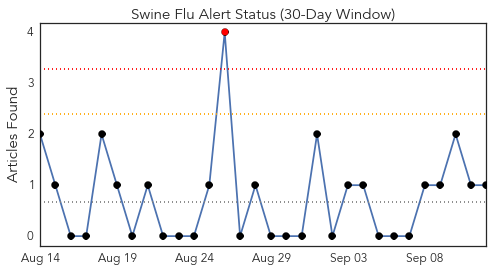 Swine Flu Alert Status (30-Day Window)
Articles Found
4
3
2
1
0
Aug 14 Aug 19 Aug 24 Aug 29 Sep 03 Sep 08